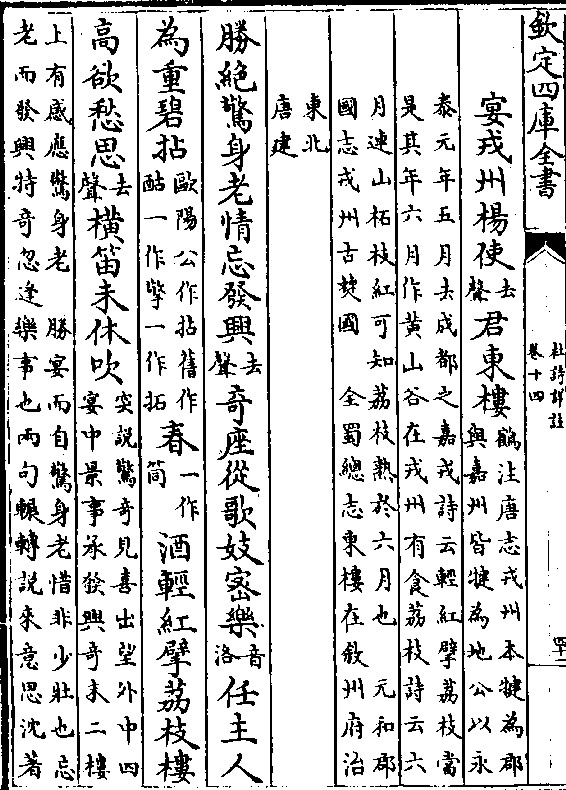 欽定四庫全書
杜詩詳註
卷十四
宴戎州楊使去聲君東樓鶴注唐志戎州本犍為郡
與嘉州皆犍為地公以永
泰元年五月去成都之嘉戎詩云輕紅擘荔枝當
是其年六月作黄山谷在戎州有食荔枝詩云六
月連山柘枝紅可知荔枝熟於六月也 元和郡
國志戎州古僰國 全蜀總志東樓在敘州府治
東北
唐建
勝絶驚身老情忘發興去聲奇座從歌妓密樂音洛任主人
為重碧拈歐陽公作拈舊作酤一作擎一作拓春一作筒酒輕紅擘荔枝樓
高欲愁思去聲橫笛未休吹突說驚奇見喜出望外中四
宴中景事承發興奇末二樓
上有感應驚身老 勝宴而自驚身老惜非少壯也忘
老而發興特奇忽逢樂事也兩句輾轉說來意思沈著